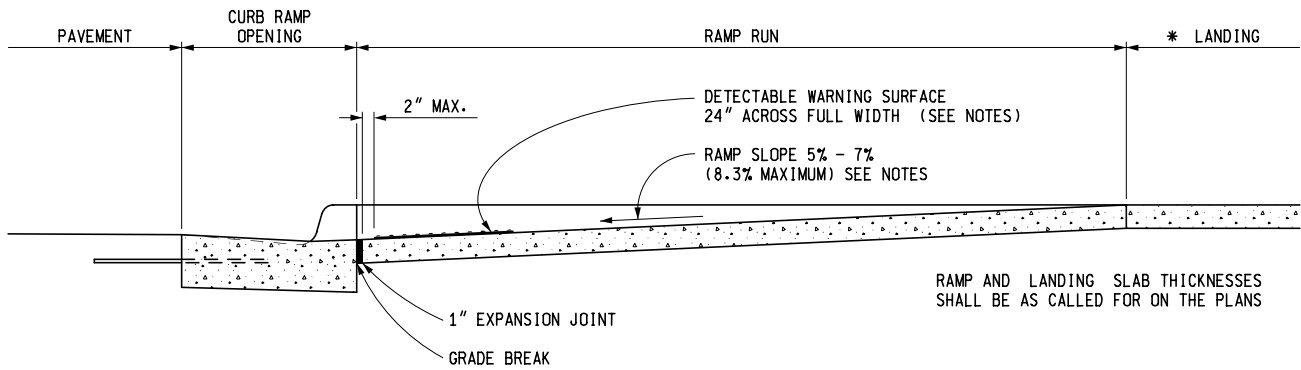 PAVEMENT
CURB RAMP
OPENING
RAMP RUN
* LANDING
2" MAX.
DETECTABLE WARNING SURFACE
24" ACROSS FULL WIDTH (SEE NOTES)
RAMP SLOPE 5% - 7%
(8.3% MAXIMUM) SEE NOTES
RAMP AND LANDING SLAB THICKNESSES
SHALL BE AS CALLED FOR ON THE PLANS
1" EXPANSION JOINT
GRADE BREAK